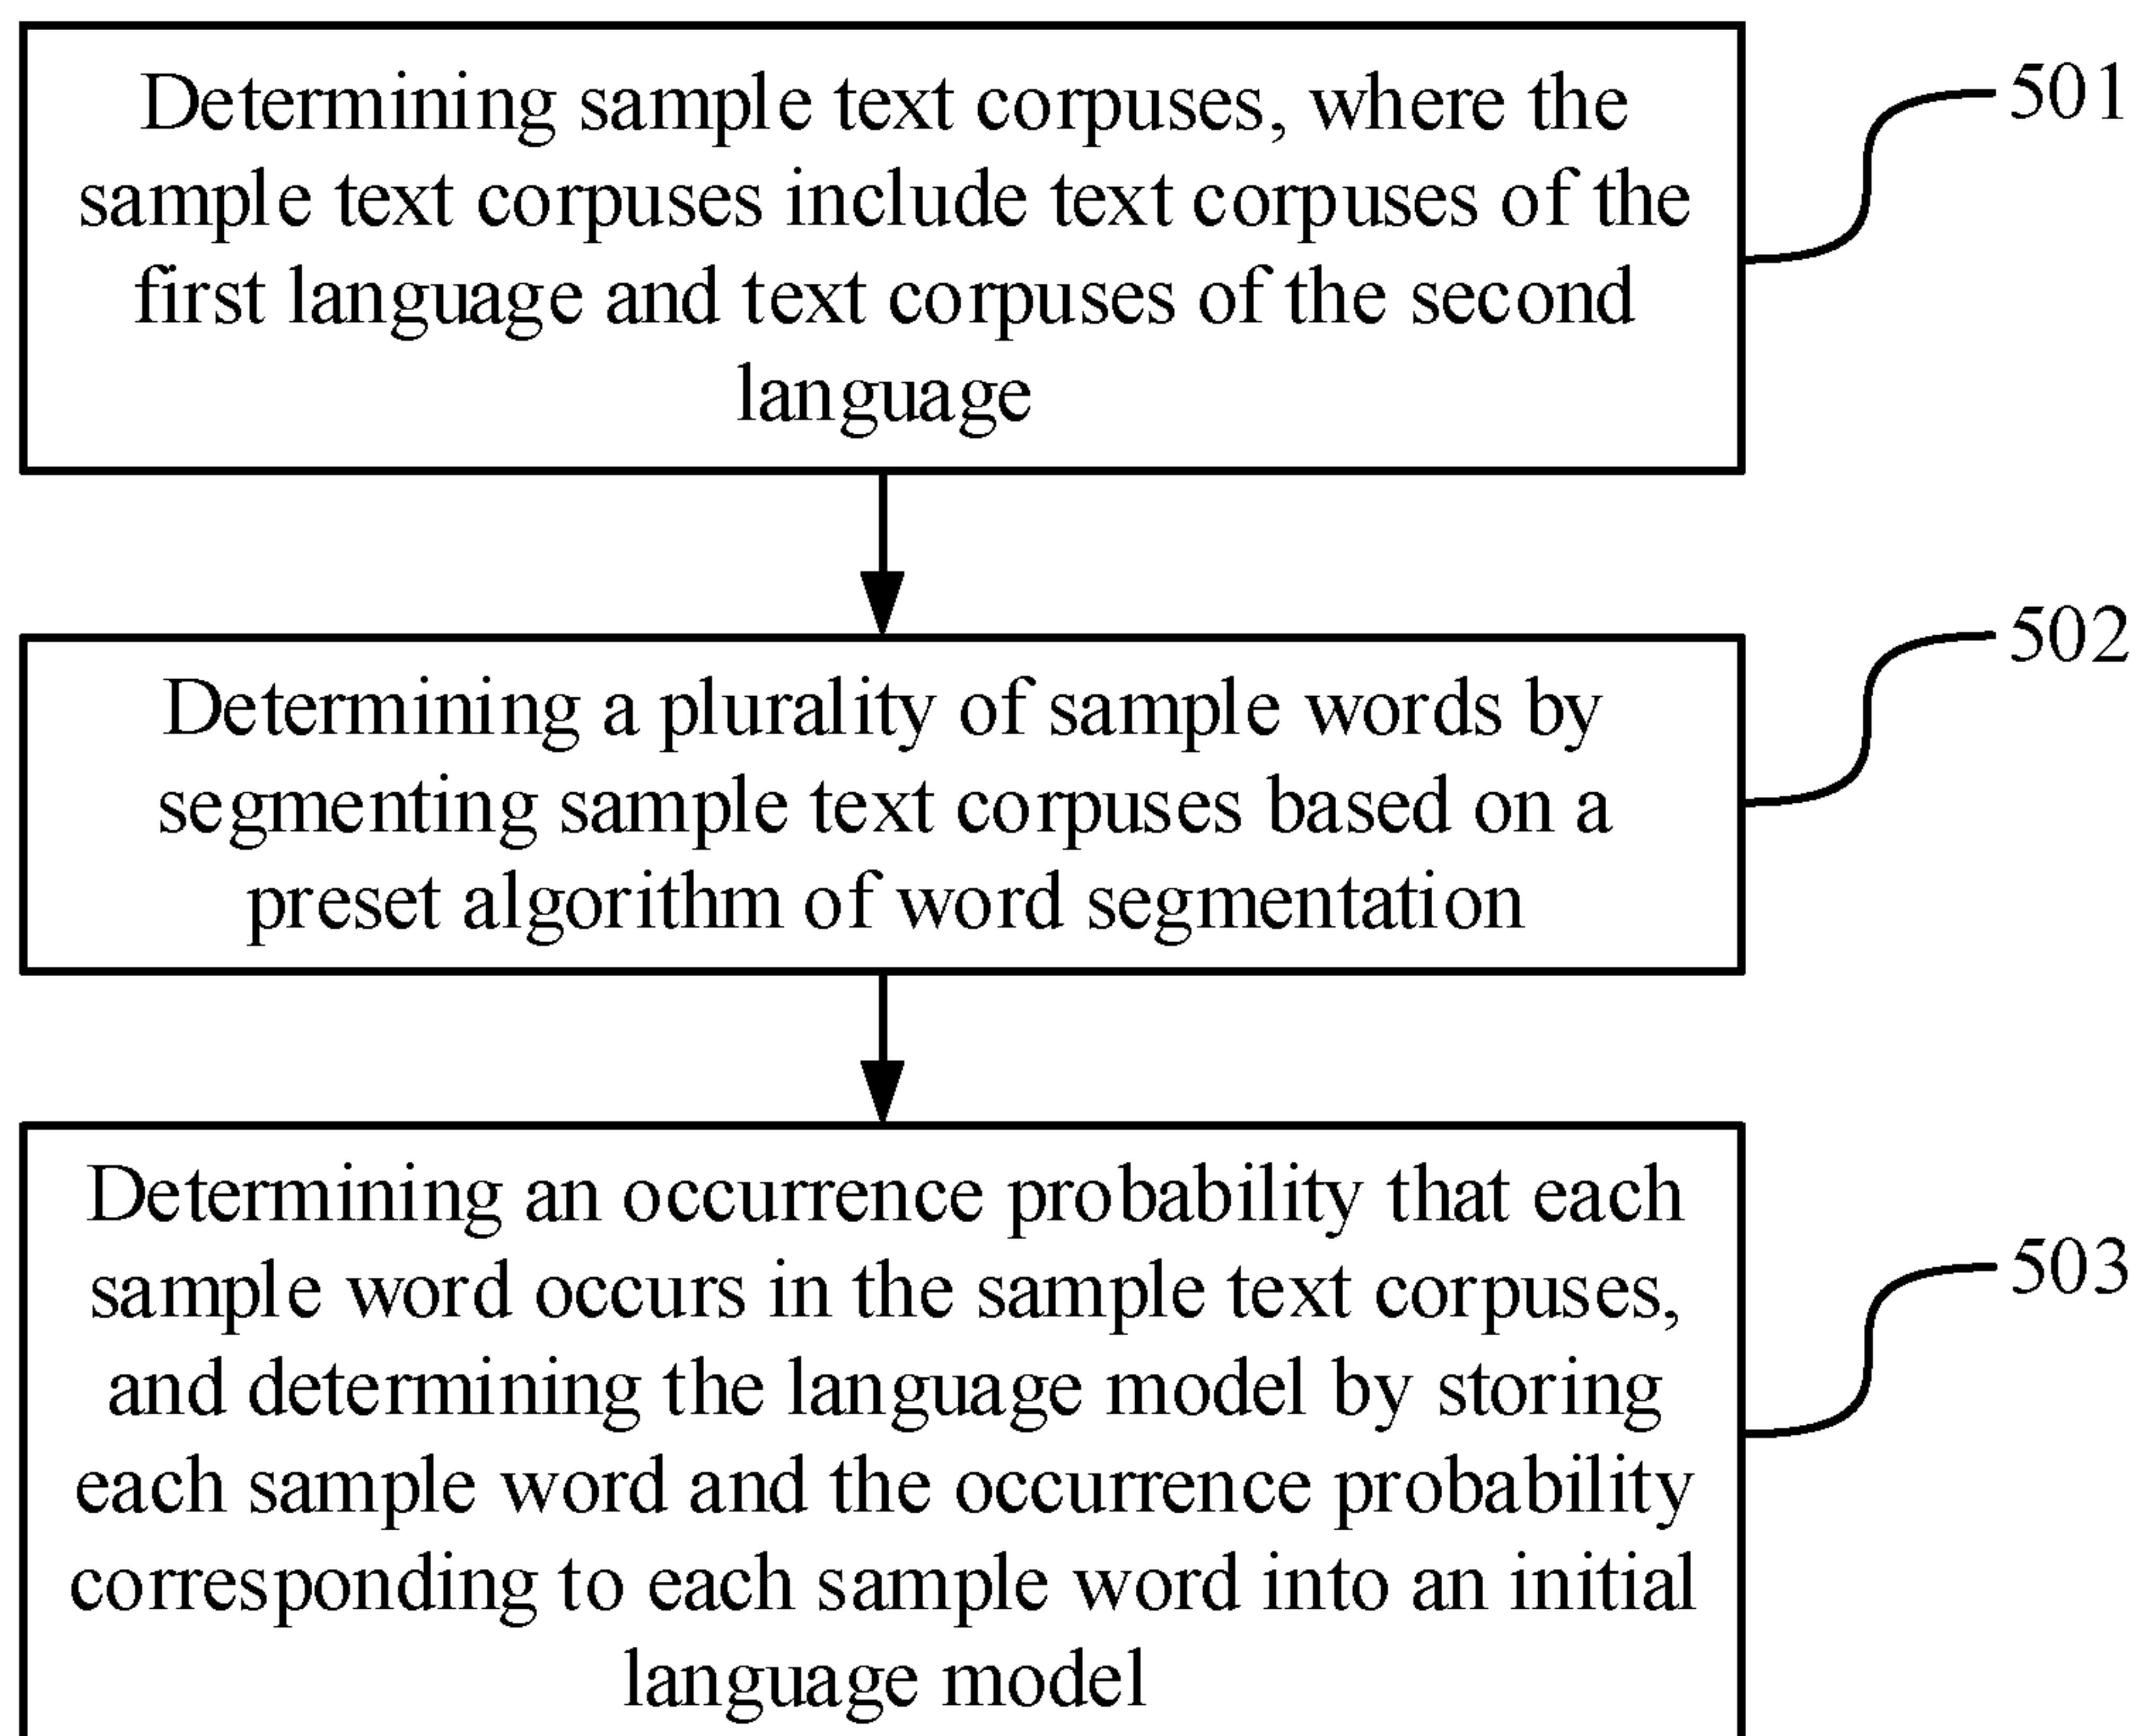 Determining sample text corpuses, where the
sample text corpuses include text corpuses of the
first language and text corpuses of the second
language
501
Determining a plurality of sample words by
segmenting sample text corpuses based on a
preset algorithm of word segmentation
502
Determining an occurrence probability that each
sample word occurs in the sample text corpuses,
and determining the language model by storing
each sample word and the occurrence probability
corresponding to each sample word into an initial
language model
503